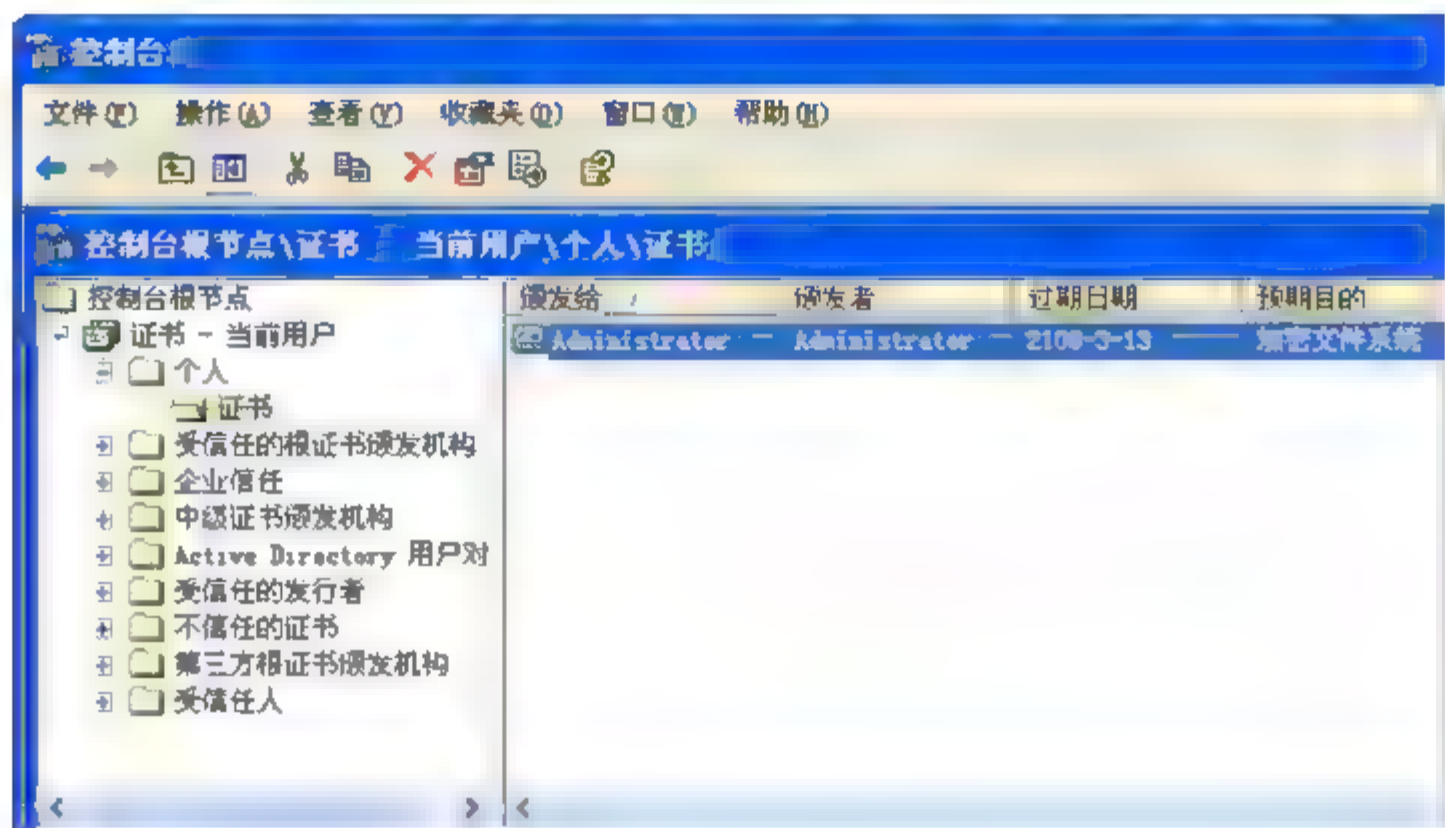 控制台
文件(F) 操作(A) 查看(V) 收藏夹(O) 窗口(W) 帮助(H)
控制台根节点\证书 - 当前用户\个人\证书
控制台根节点
证书 - 当前用户
个人
证书
受信任的根证书颁发机构
企业信任
中级证书颁发机构
Active Directory 用户对
受信任的发行者
不信任的证书
第三方根证书颁发机构
受信任人
颁发给 颁发者 过期日期 预期目的
Administrator Administrator 2109-3-13 加密文件系统